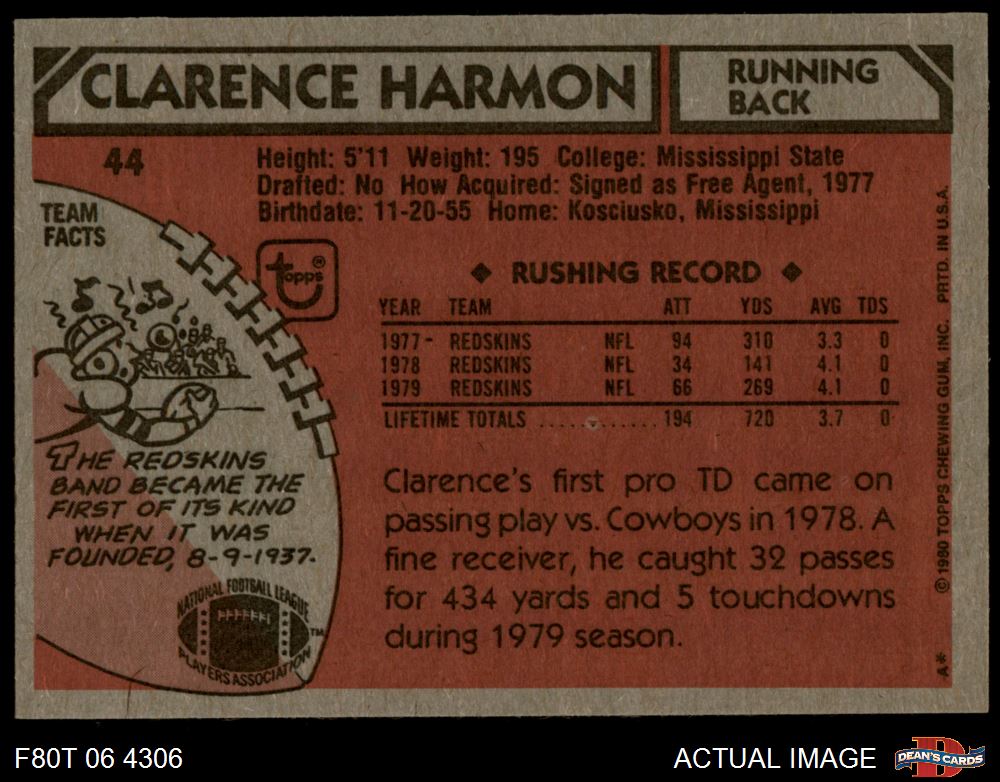 CLARENCE HARMON
RUNNING
BACK
44
Height: 5'11 Weight: 195 College: Mississippi State
Drafted: No How Acquired: Signed as Free Agent, 1977
Birthdate: 11-20-55 Home: Kosciusko, Mississippi
TEAM
FACTS
topps®
◆ RUSHING RECORD ◆
YEAR TEAM ATT YDS AVG TDS
1977- REDSKINS NFL 94 310 3.3 0
1978 REDSKINS NFL 34 141 4.1 0
1979 REDSKINS NFL 66 269 4.1 0
LIFETIME TOTALS ............ 194 720 3.7 0
THE REDSKINS
BAND BECAME THE
FIRST OF ITS KIND
WHEN IT WAS
FOUNDED, 8-9-1937.
NATIONAL FOOTBALL LEAGUE
PLAYERS ASSOCIATION
TM
Clarence's first pro TD came on
passing play vs. Cowboys in 1978. A
fine receiver, he caught 32 passes
for 434 yards and 5 touchdowns
during 1979 season.
A* © 1980 TOPPS CHEWING GUM, INC. PRTD. IN U.S.A.
F80T 06 4306
ACTUAL IMAGE
D
DEAN'S CARDS